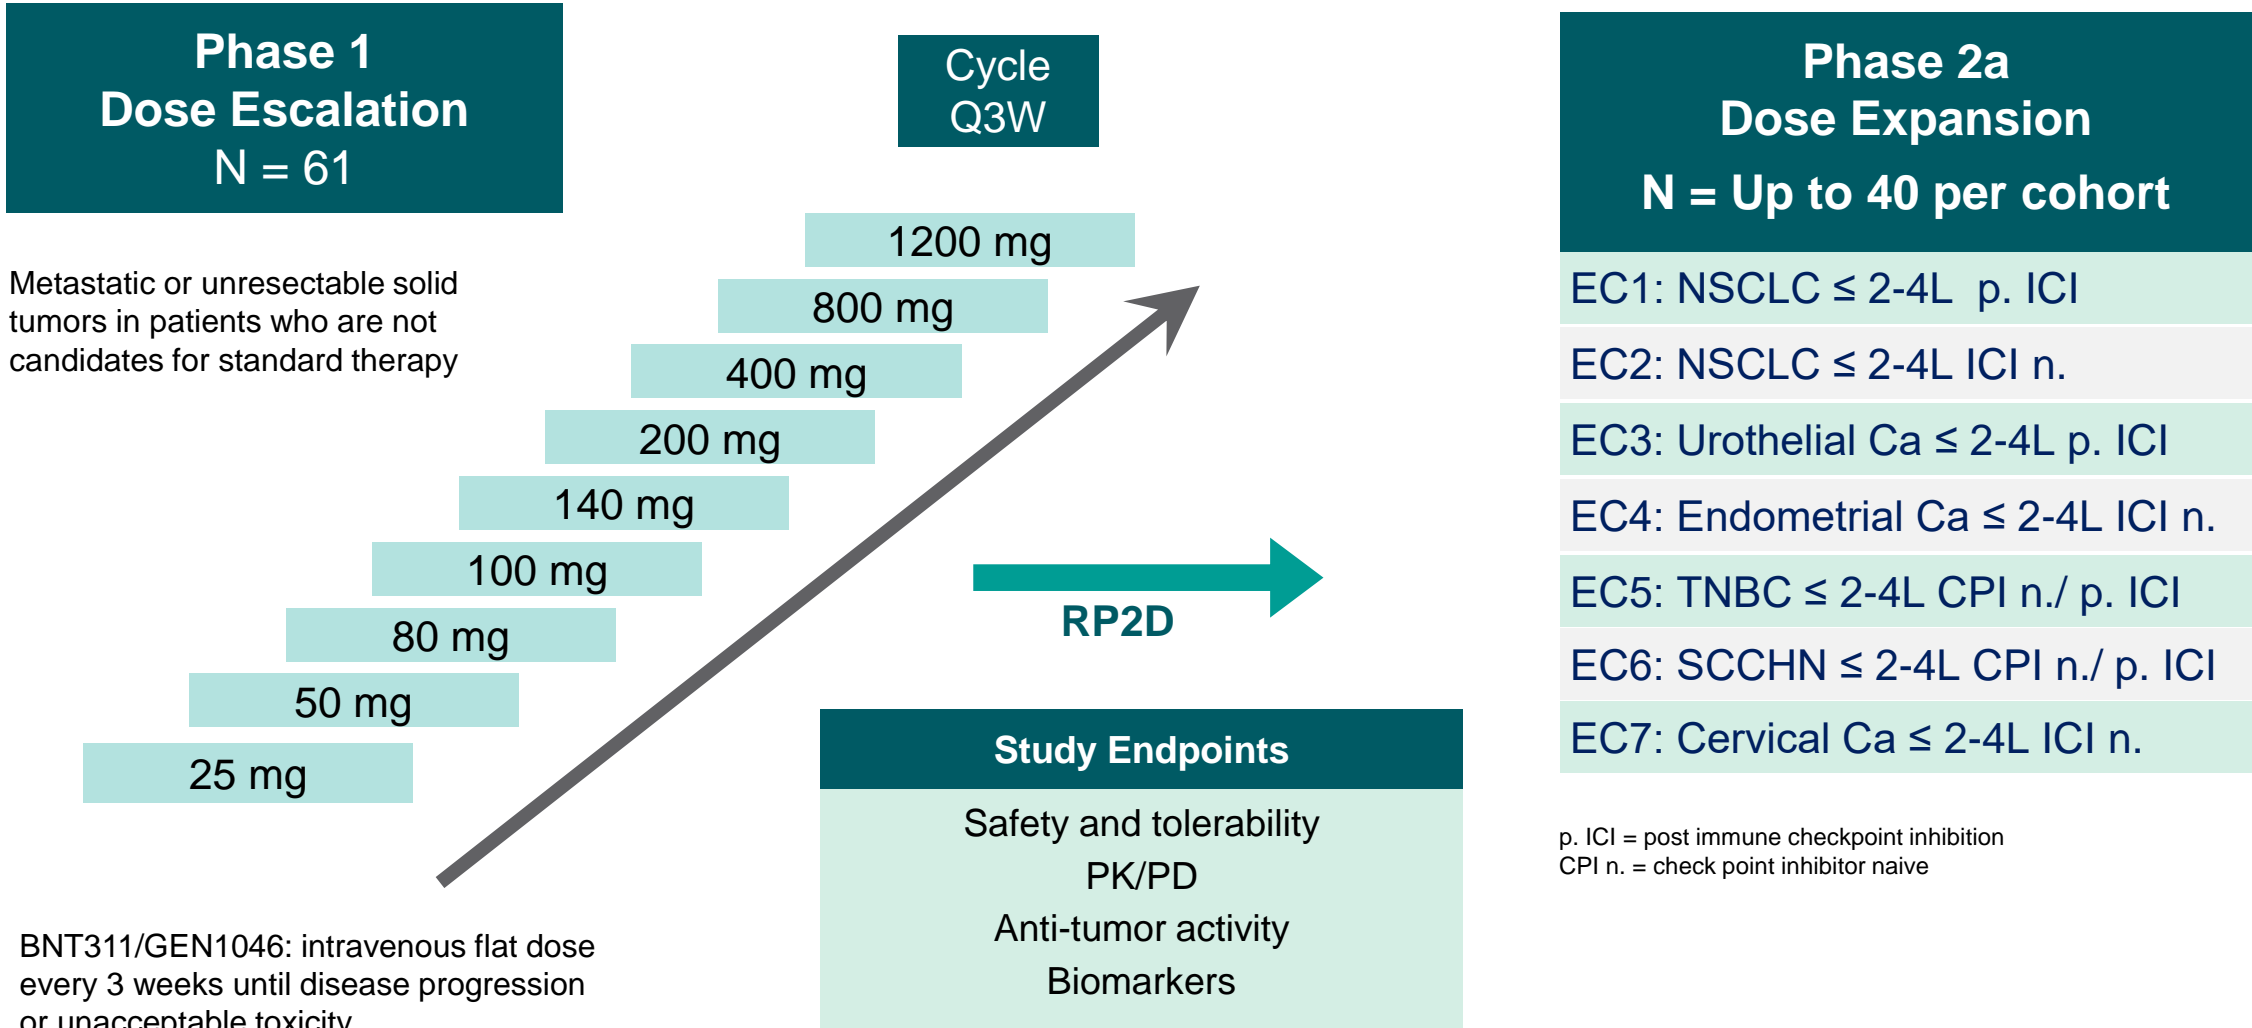 Phase 1
Dose Escalation
N = 61
Metastatic or unresectable solid
tumors in patients who are not
candidates for standard therapy
Cycle
Q3W
1200 mg
800 mg
400 mg
200 mg
140 mg
100 mg
80 mg
50 mg
25 mg
BNT311/GEN1046: intravenous flat dose
every 3 weeks until disease progression
or unacceptable toxicity
RP2D
Study Endpoints
Safety and tolerability
PK/PD
Anti-tumor activity
Biomarkers
Phase 2a
Dose Expansion
N = Up to 40 per cohort
EC1: NSCLC ≤ 2-4L  p. ICI
EC2: NSCLC ≤ 2-4L ICI n.
EC3: Urothelial Ca ≤ 2-4L p. ICI
EC4: Endometrial Ca ≤ 2-4L ICI n.
EC5: TNBC ≤ 2-4L CPI n./ p. ICI
EC6: SCCHN ≤ 2-4L CPI n./ p. ICI
EC7: Cervical Ca ≤ 2-4L ICI n.
p. ICI = post immune checkpoint inhibition
CPI n. = check point inhibitor naive